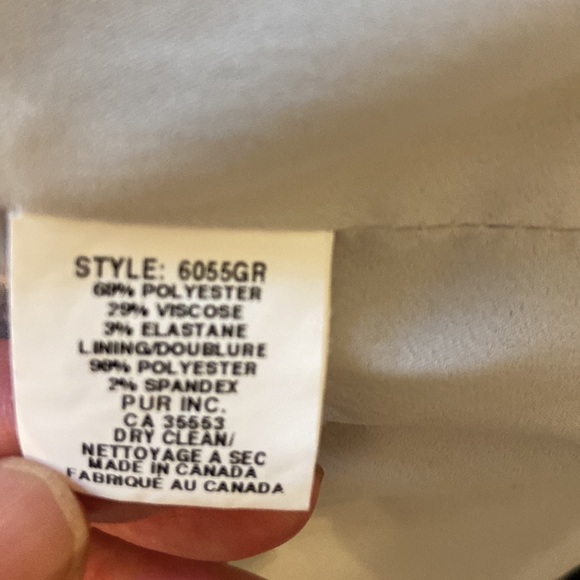 STYLE: 6055GR
68% POLYESTER
29% VISCOSE
3% ELASTANE
LINING/DOUBLURE
98% POLYESTER
2% SPANDEX
PUR INC.
CA 35553
DRY CLEAN/
NETTOYAGE A SEC
MADE IN CANADA
FABRIQUÉ AU CANADA